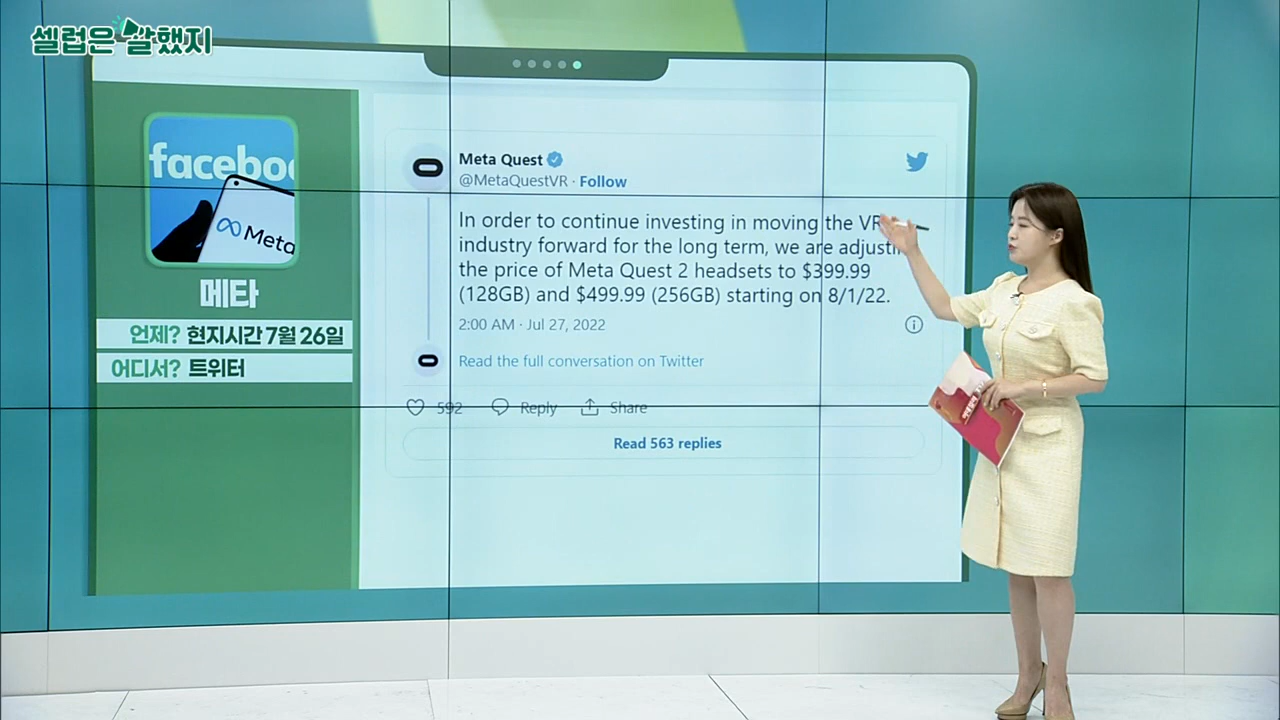 셀럽은 말했지
facebo
Meta
메타
언제? 현지시간 7월 26일
어디서? 트위터
Meta Quest
@MetaQuestVR · Follow
In order to continue investing in moving the VR
industry forward for the long term, we are
the price of Meta Quest 2 headsets to $399.99
(128GB) and $499.99 (256GB) starting on 8/1/22.
2:00 AM · Jul 27, 2022
Read the full conversation on Twitter
592 Reply Share
Read 563 replies